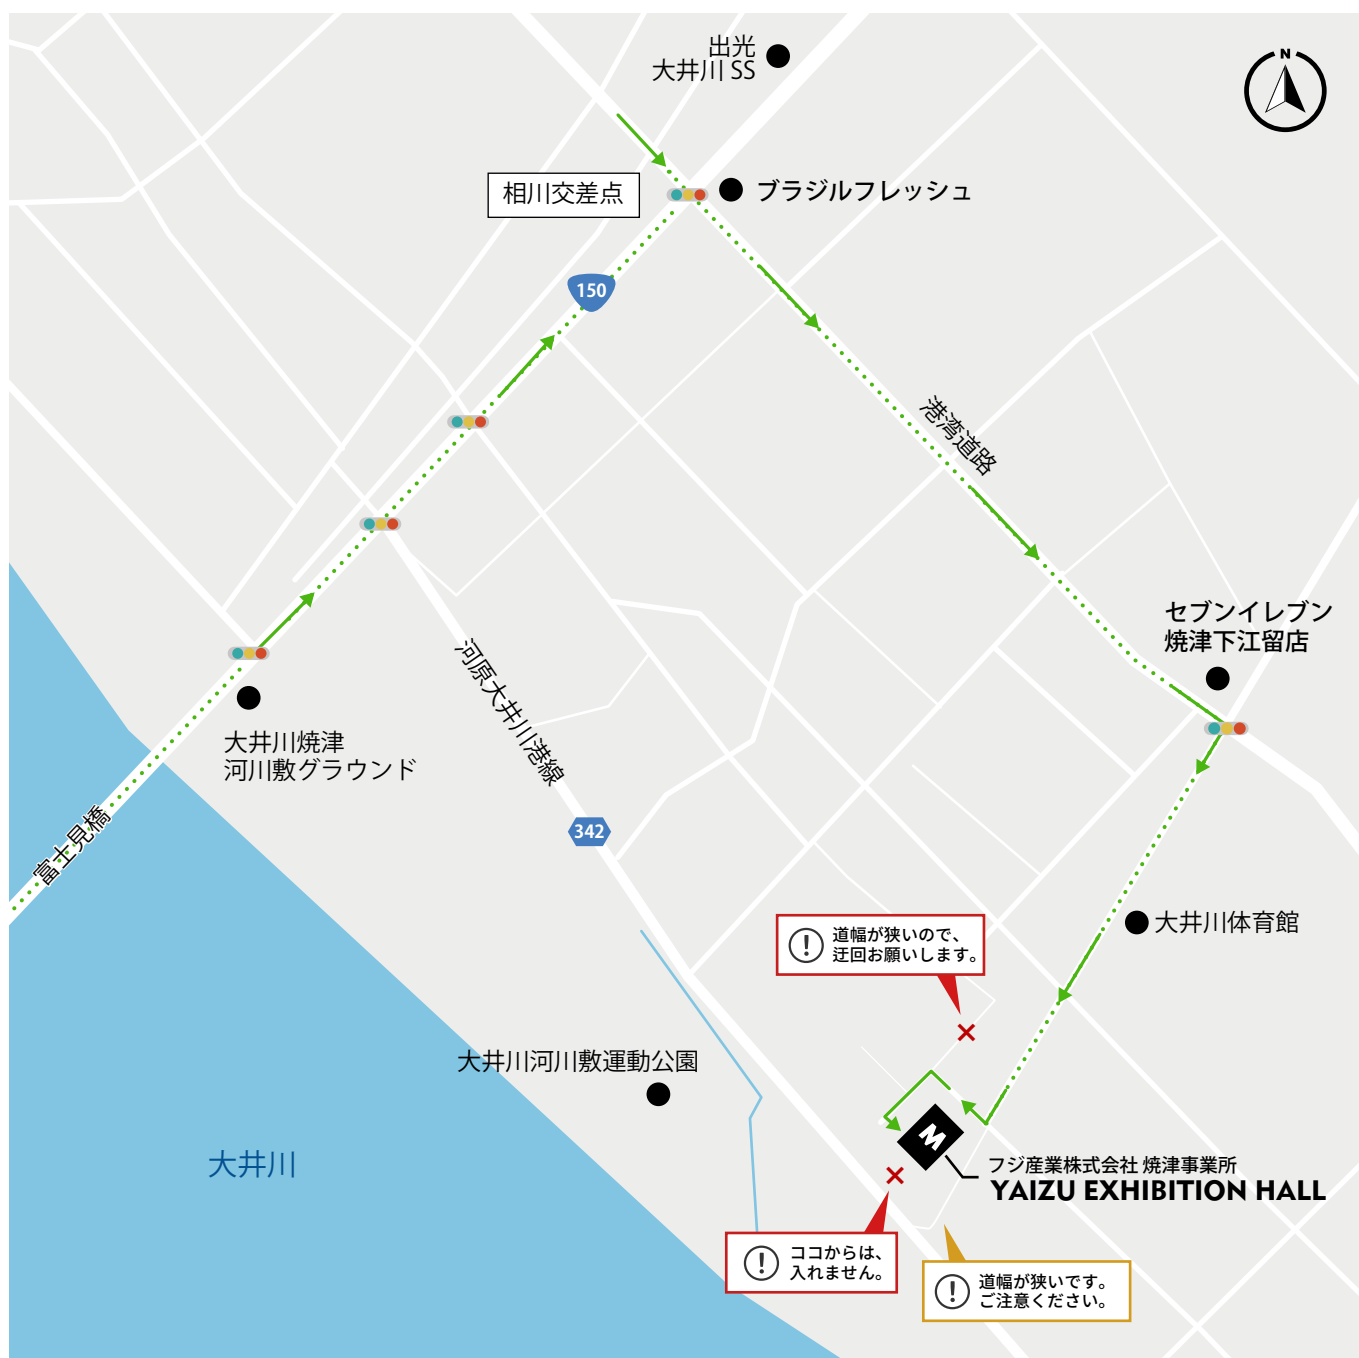 N
出光
大井川 SS
相川交差点
ブラジルフレッシュ
150
港湾道路
セブンイレブン
焼津下江留店
河原大井川港線
大井川焼津
河川敷グラウンド
富士見橋
342
大井川体育館
道幅が狭いので、
迂回お願いします。
大井川河川敷運動公園
M
大井川
フジ産業株式会社 焼津事業所
YAIZU EXHIBITION HALL
ココからは、
入れません。
道幅が狭いです。
ご注意ください。